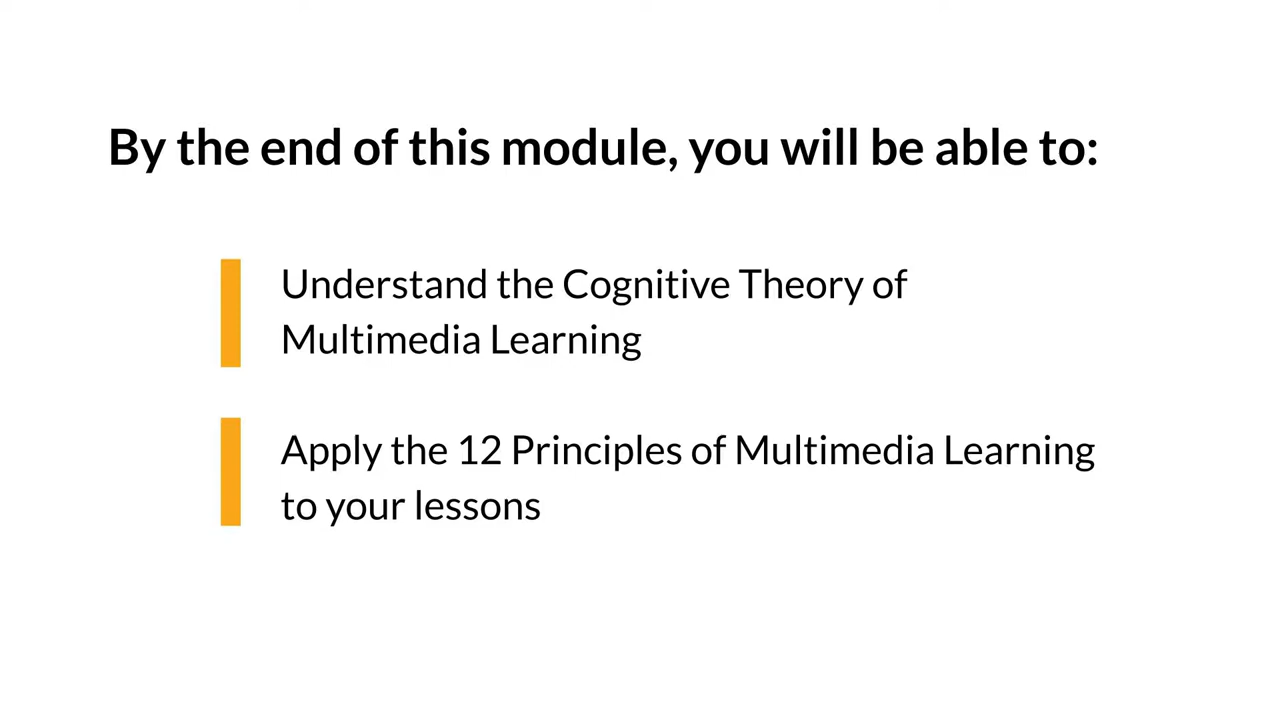 By the end of this module, you will be able to:
Understand the Cognitive Theory of
Multimedia Learning
Apply the 12 Principles of Multimedia Learning
to your lessons